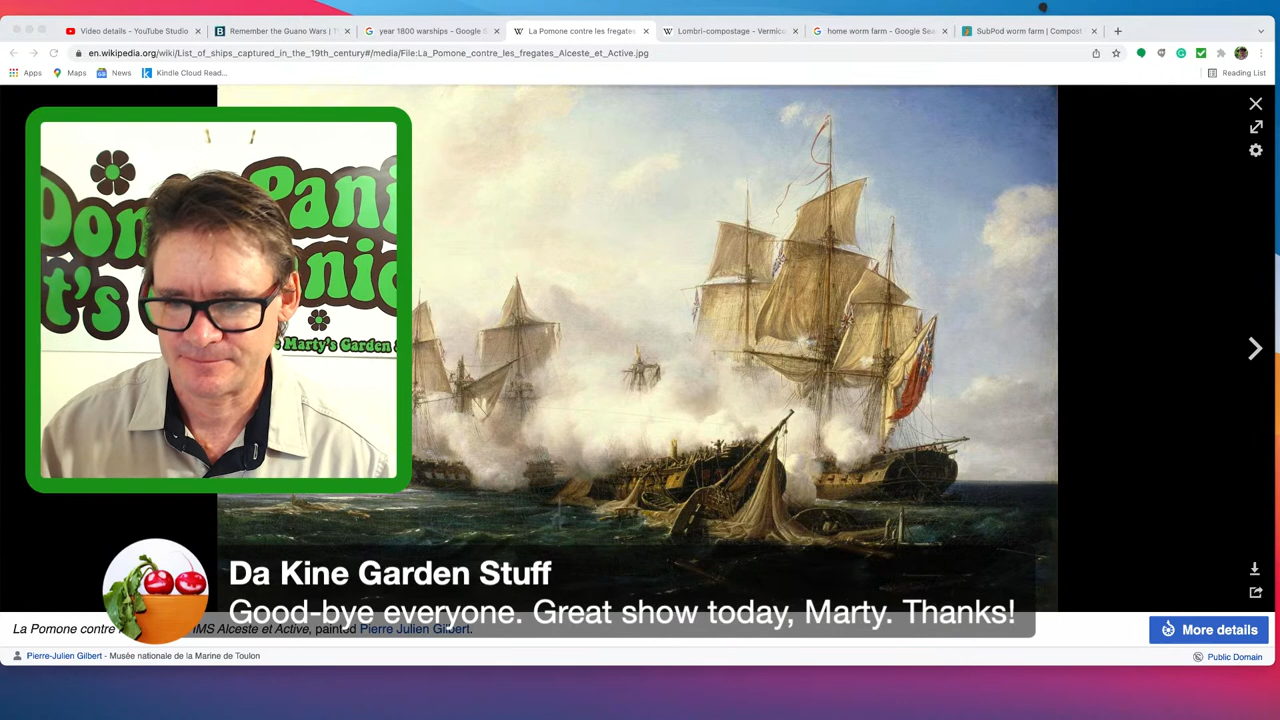 Video details - YouTube Studio
Remember the Guano Wars | T
year 1800 warships - Google S
La Pomone contre les fregates
Lombri-compostage - Vermic
home worm farm - Google Sea
SubPod worm farm | Compost
en.wikipedia.org/wiki/List_of_ships_captured_in_the_19th_century#/media/File:La_Pomone_contre_les_fregates_Alceste_et_Active.jpg
Apps
Maps
News
Kindle Cloud Read...
Reading List
Don Pani
t's nic
Marty's Garden
Da Kine Garden Stuff
Good-bye everyone. Great show today, Marty. Thanks!
La Pomone contre HMS Alceste et Active, painted Pierre Julien Gilbert.
More details
Pierre-Julien Gilbert - Musée nationale de la Marine de Toulon
Public Domain